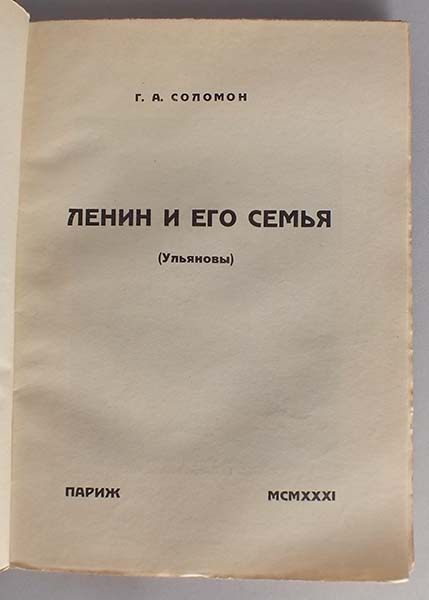 Г. А. СОЛОМОН
ЛЕНИН И ЕГО СЕМЬЯ
(Ульяновы)
ПАРИЖ MCMXXXI